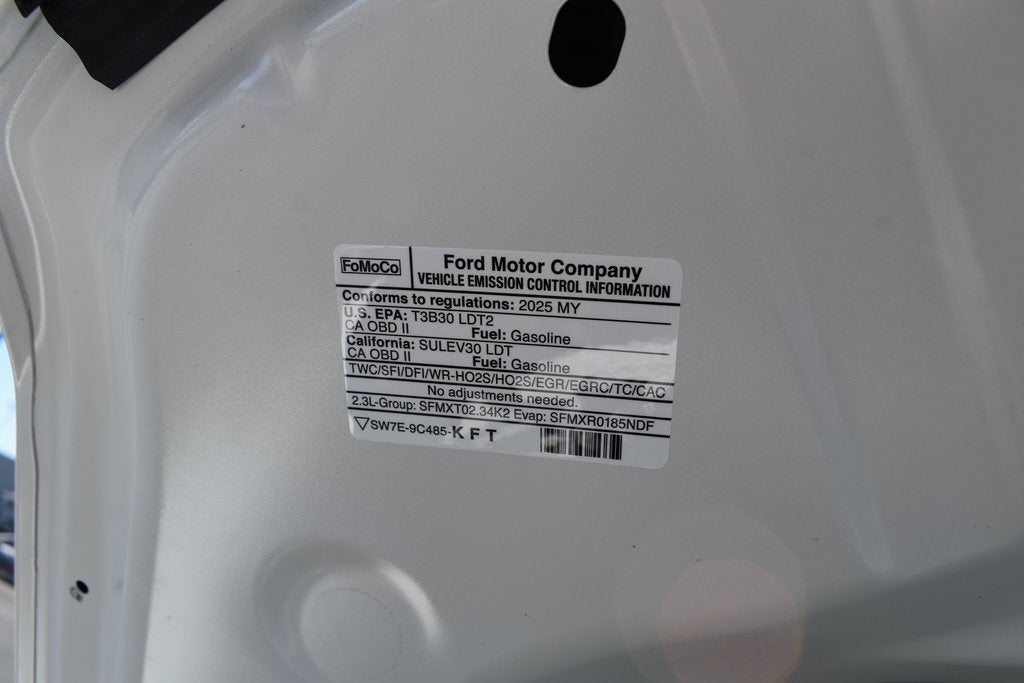 FoMoCo
Ford Motor Company
VEHICLE EMISSION CONTROL INFORMATION
Conforms to regulations: 2025 MY
U.S. EPA: T3B30 LDT2
CA OBD II Fuel: Gasoline
California: SULEV30 LDT
CA OBD II Fuel: Gasoline
TWC/SFI/DFI/WR-HO2S/HO2S/EGR/EGRC/TC/CAC
No adjustments needed.
2.3L-Group: SFMXT02.34K2 Evap: SFMXR0185NDF
SW7E-9C485-K F T